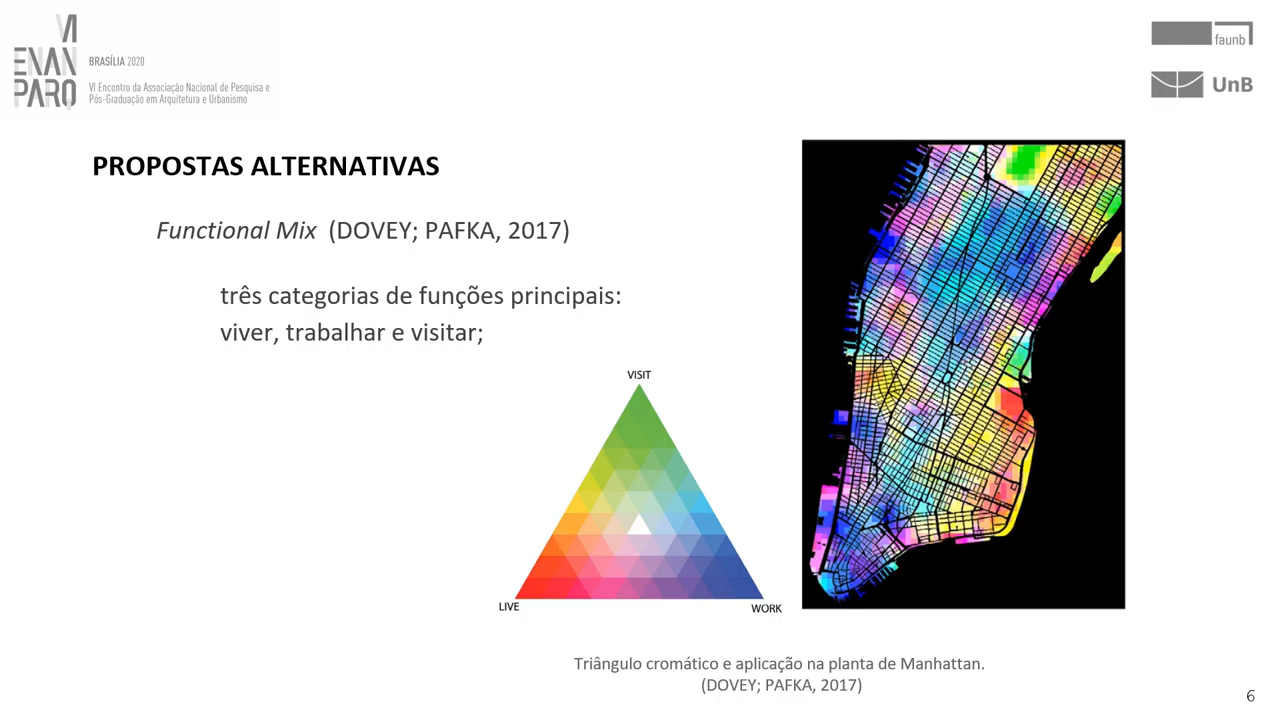 VI
ENAN
PARQ
BRASÍLIA 2020
VI Encontro da Associação Nacional de Pesquisa e
Pós-Graduação em Arquitetura e Urbanismo
faunb
UnB
PROPOSTAS ALTERNATIVAS
Functional Mix (DOVEY; PAFKA, 2017)
três categorias de funções principais:
viver, trabalhar e visitar;
VISIT
LIVE
WORK
Triângulo cromático e aplicação na planta de Manhattan.
(DOVEY; PAFKA, 2017)
6